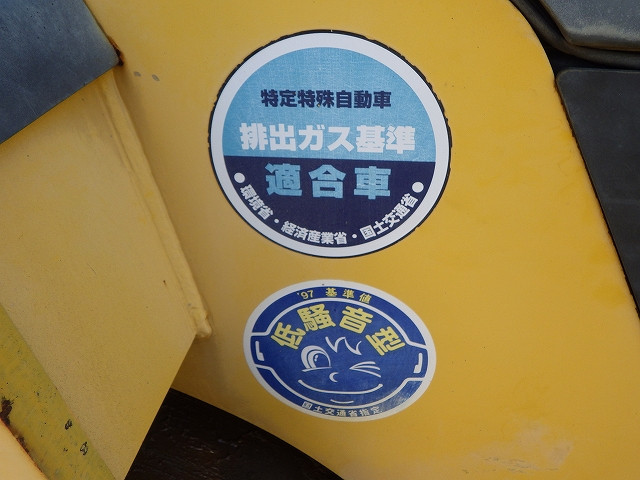 特定特殊自動車
排出ガス基準
適合車
●環境省・経済産業省・国土交通省●
'97 基準値
低騒音型
国土交通省指定